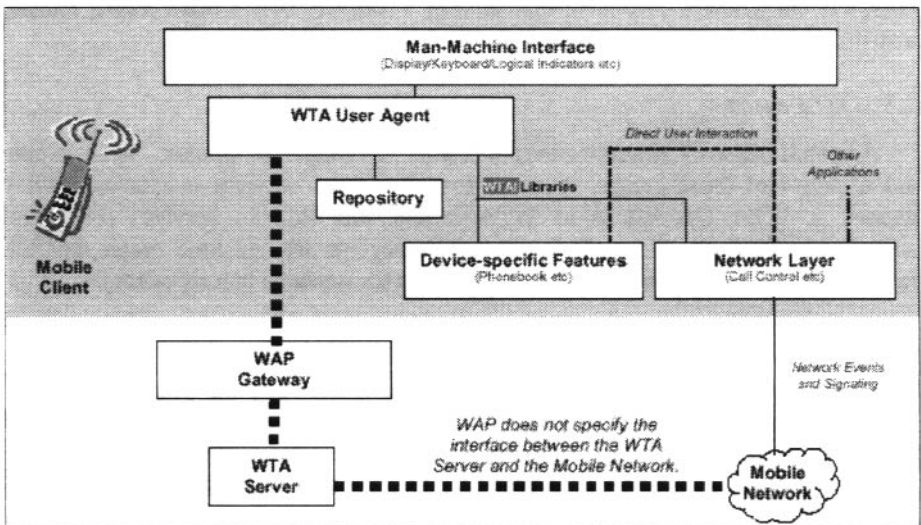 Man-Machine Interface
(Display/Keyboard/Logical Indicators etc)
WTA User Agent
Direct User Interaction
Other
Applications
Repository
WTAI Libraries
Mobile
Client
Device-specific Features
(Phonebook etc)
Network Layer
(Call Control etc)
WAP
Gateway
Network Events
and Signaling
WAP does not specify the
interface between the WTA
Server and the Mobile Network.
WTA
Server
Mobile
Network